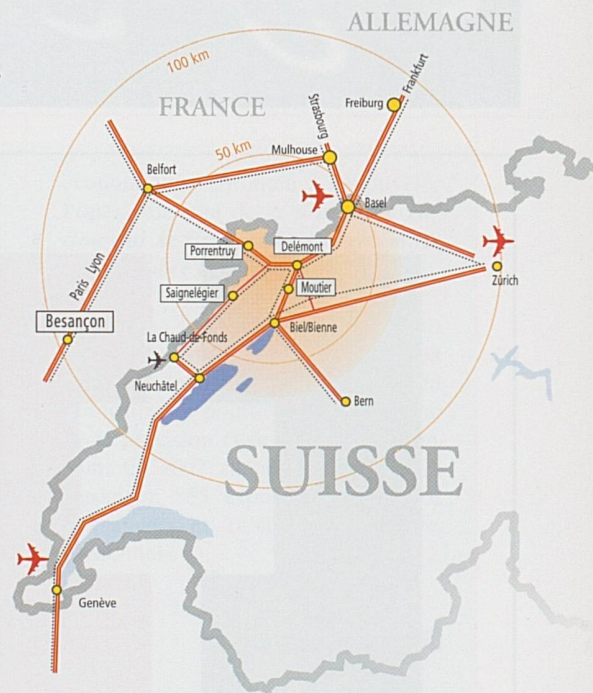 ALLEMAGNE
100 km
FRANCE
Strasbourg
Frankfurt
Freiburg
50 km
Mulhouse
Belfort
Basel
Porrentruy
Delémont
Paris Lyon
Saignelégier
Moutier
Zürich
Besançon
Biel/Bienne
La Chaud-de-Fonds
Neuchâtel
Bern
SUISSE
Genève